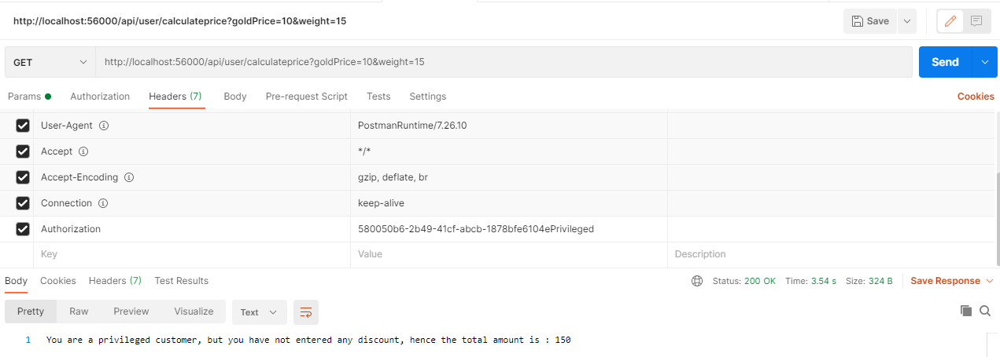 http://localhost:56000/api/user/calculateprice?goldPrice=10&weight=15 Save
GET http://localhost:56000/api/user/calculateprice?goldPrice=10&weight=15 Send
Params Authorization Headers (7) Body Pre-request Script Tests Settings Cookies
User-Agent PostmanRuntime/7.26.10
Accept */*
Accept-Encoding gzip, deflate, br
Connection keep-alive
Authorization 580050b6-2b49-41cf-abcb-1878bfe6104ePrivileged
Key Value Description
Body Cookies Headers (7) Test Results Status: 200 OK Time: 3.54 s Size: 324 B Save Response
Pretty Raw Preview Visualize Text
1 You are a privileged customer, but you have not entered any discount, hence the total amount is : 150